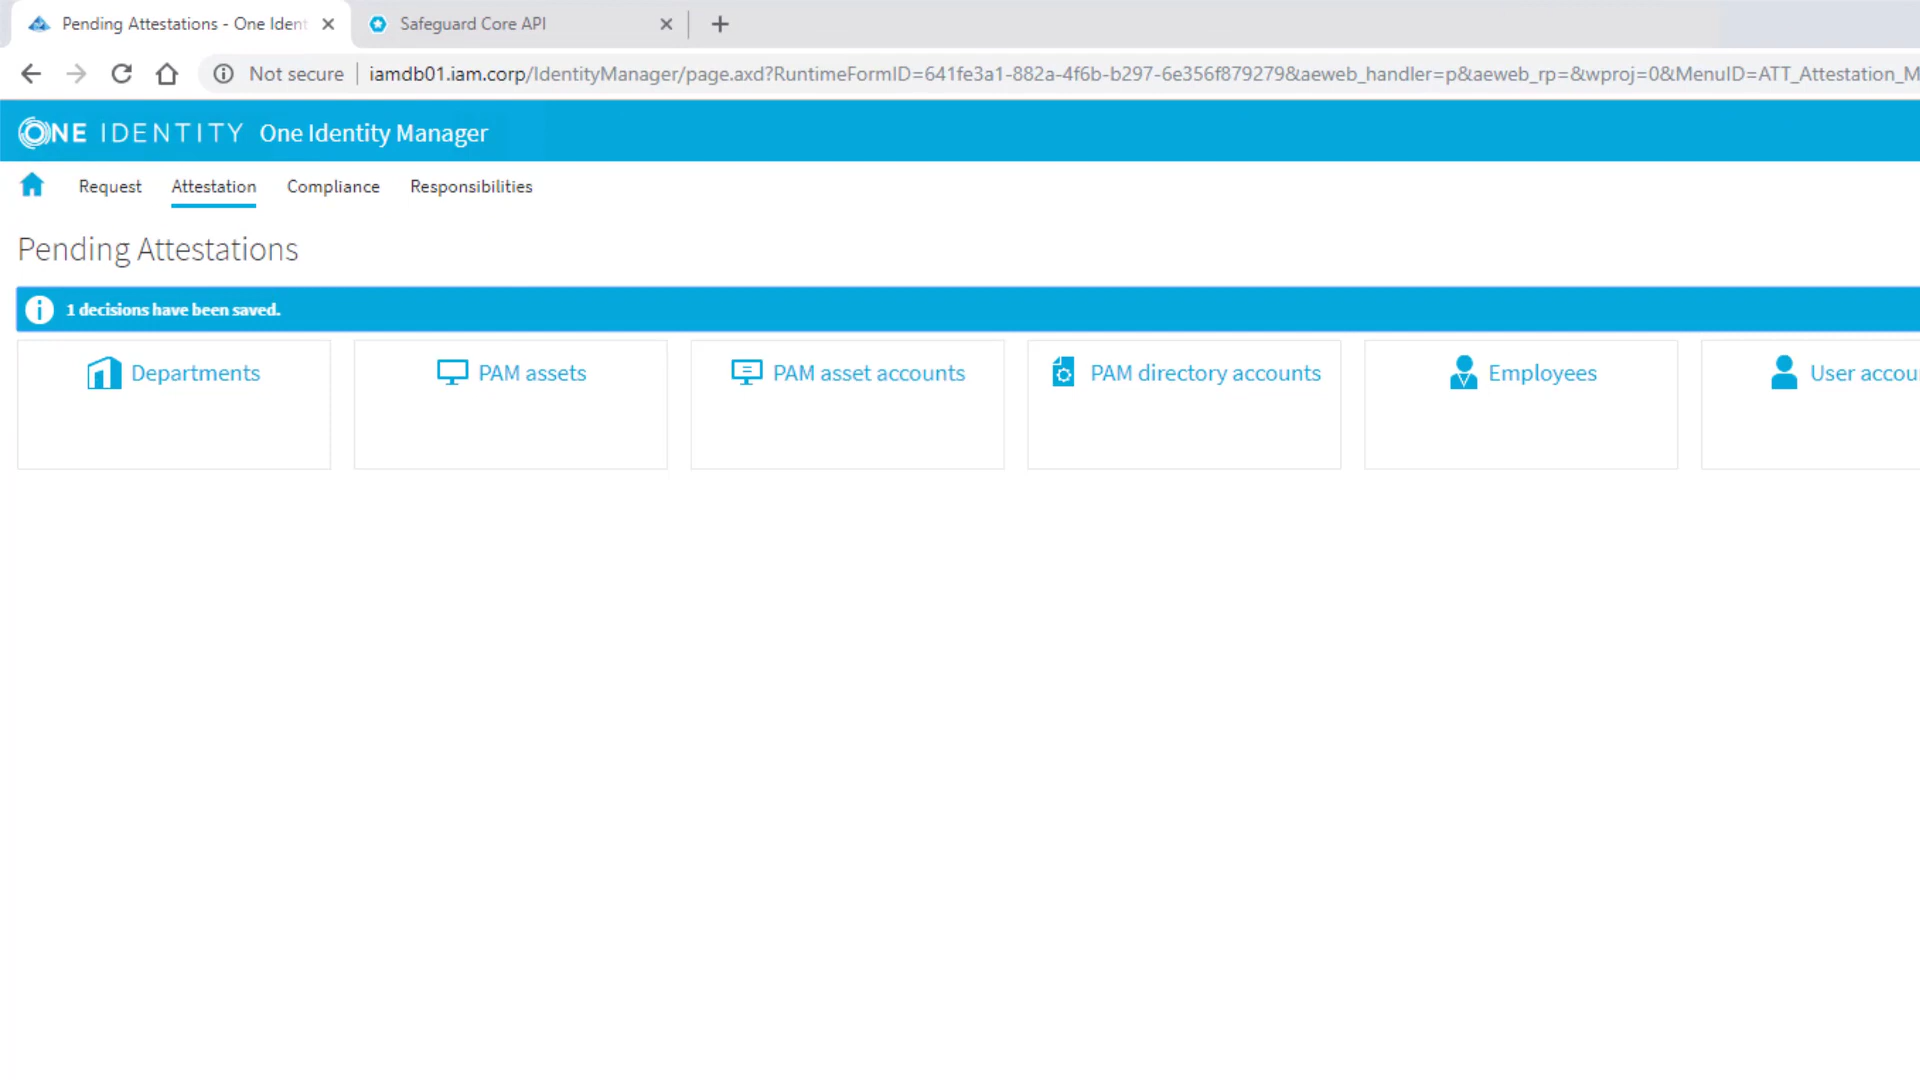 Pending Attestations - One Ident
Safeguard Core API
Not secure
iamdb01.iam.corp/IdentityManager/page.axd?RuntimeFormID=641fe3a1-882a-4f6b-b297-6e356f879279&aeweb_handler=p&aeweb_rp=&wproj=0&MenuID=ATT_Attestation_M
ONE IDENTITY One Identity Manager
Request Attestation Compliance Responsibilities
Pending Attestations
1 decisions have been saved.
Departments PAM assets PAM asset accounts PAM directory accounts Employees User accou